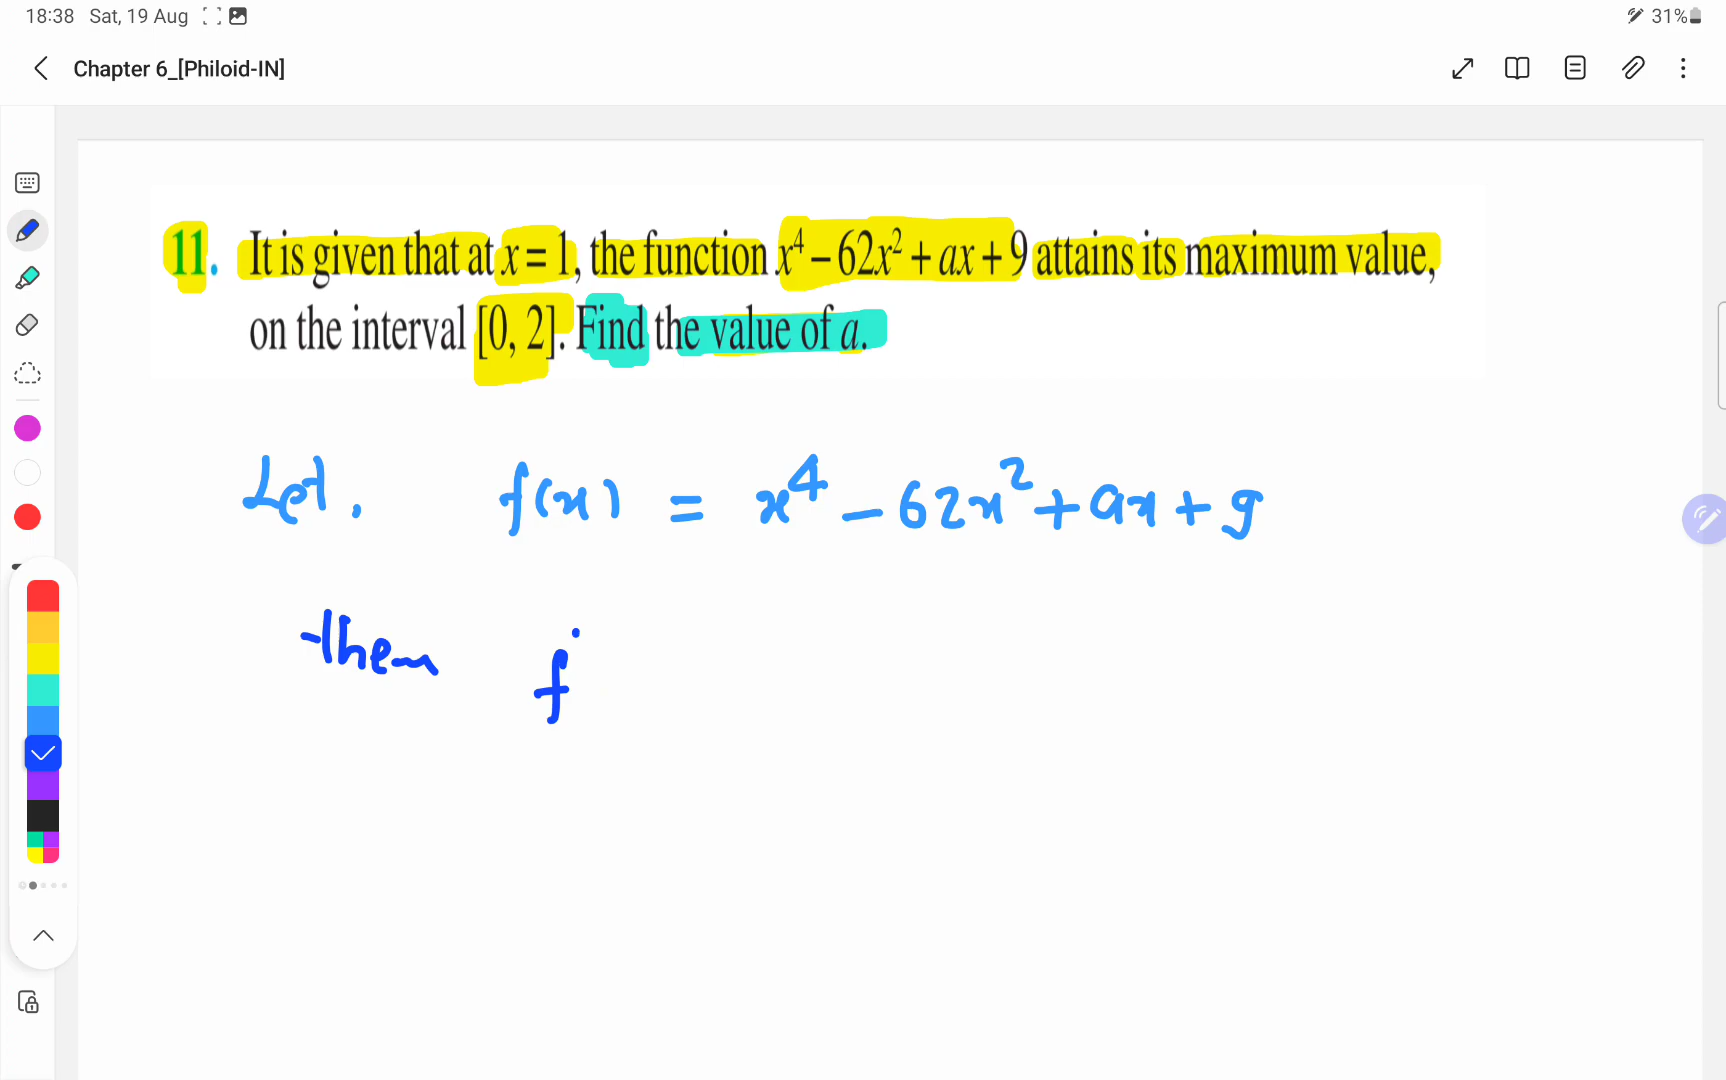 18:38 Sat, 19 Aug 31%
Chapter 6_[Philoid-IN]
11. It is given that at x = 1, the function x⁴ – 62x² + ax + 9 attains its maximum value,
on the interval [0, 2]. Find the value of a.
Let, f(x) = x⁴ – 62x² + ax + 9
then f'